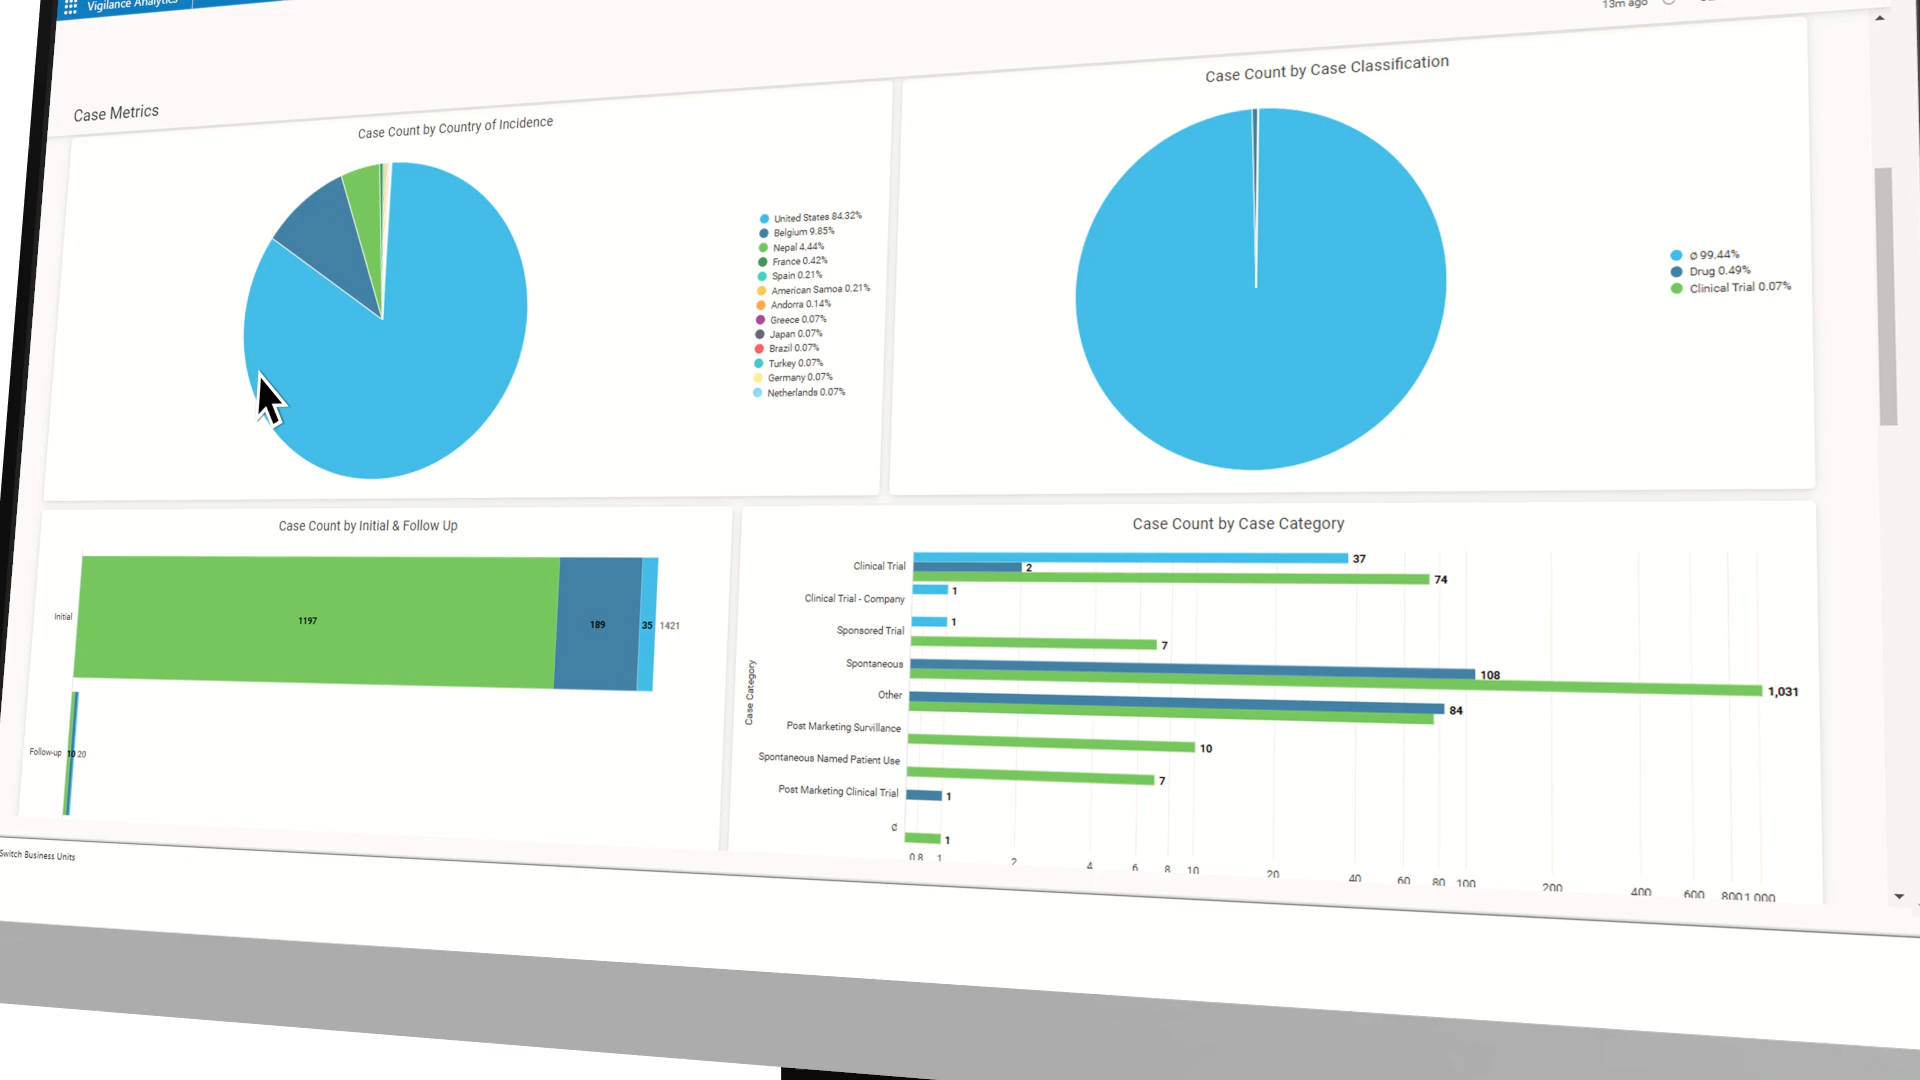 Vigilance Analytics
13m ago
Case Metrics
Case Count by Country of Incidence
United States 84.32%
Belgium 9.85%
Nepal 4.44%
France 0.42%
Spain 0.21%
American Samoa 0.21%
Andorra 0.14%
Greece 0.07%
Japan 0.07%
Brazil 0.07%
Turkey 0.07%
Germany 0.07%
Netherlands 0.07%
Case Count by Case Classification
ø 99.44%
Drug 0.49%
Clinical Trial 0.07%
Case Count by Initial & Follow Up
Initial
1197
189
35
1421
Follow-up
10
20
Case Count by Case Category
Case Category
Clinical Trial
37
2
74
Clinical Trial - Company
1
Sponsored Trial
1
7
Spontaneous
108
1,031
Other
84
Post Marketing Survillance
10
Spontaneous Named Patient Use
7
Post Marketing Clinical Trial
1
ø
1
0.8 1 2 4 6 8 10 20 40 60 80 100 200 400 600 800 1 000
Switch Business Units